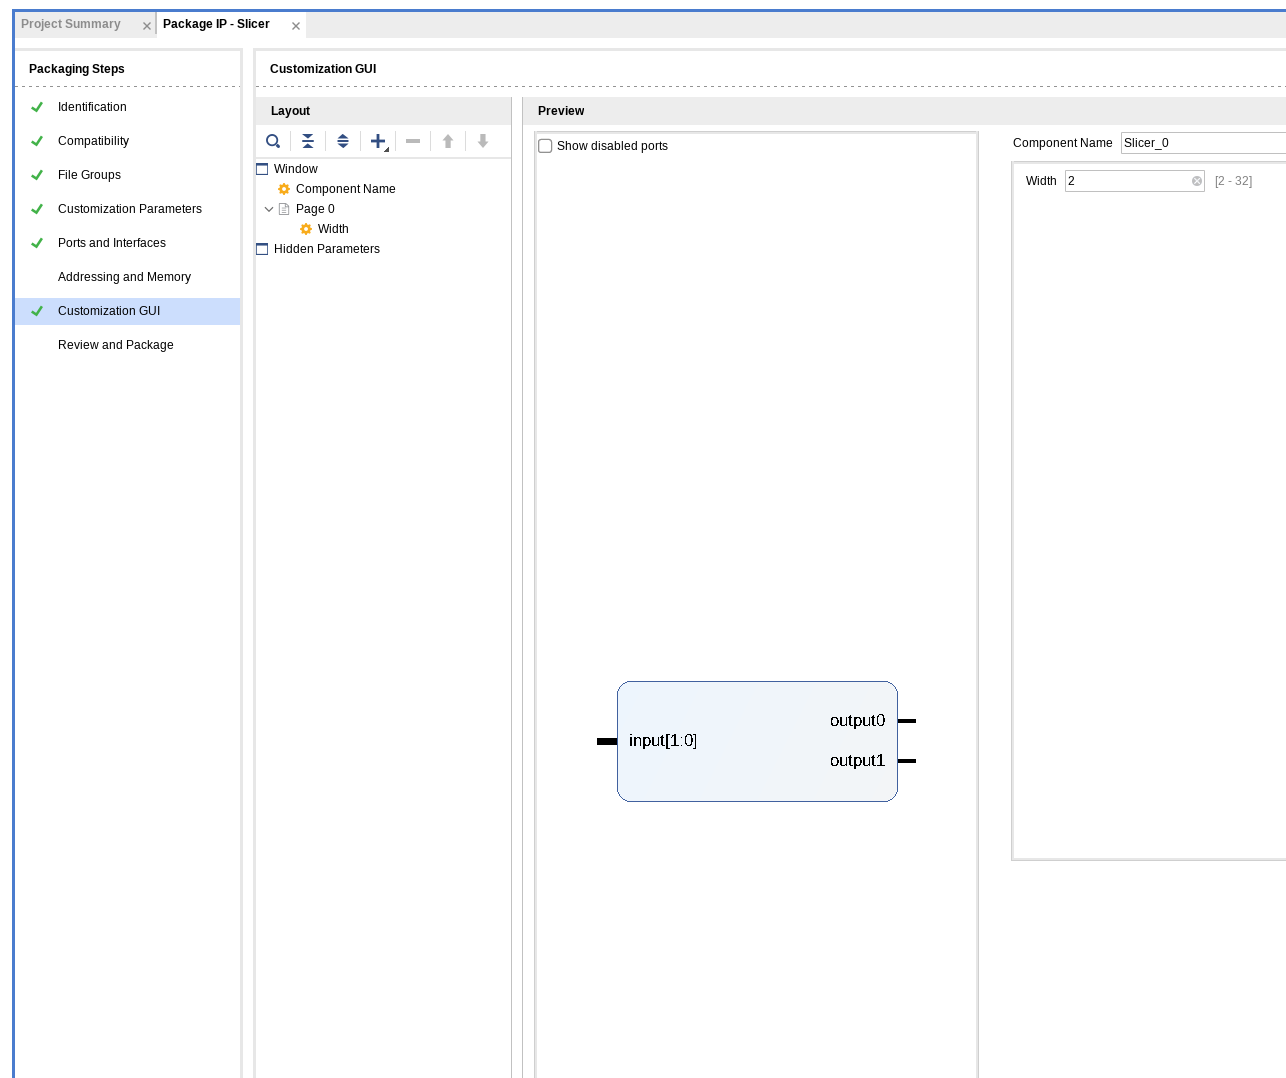 Project Summary
Package IP - Slicer
Packaging Steps
Identification
Compatibility
File Groups
Customization Parameters
Ports and Interfaces
Addressing and Memory
Customization GUI
Review and Package
Customization GUI
Layout
Window
Component Name
Page 0
Width
Hidden Parameters
Preview
Show disabled ports
input[1:0]
output0
output1
Component Name Slicer_0
Width 2 [2 - 32]